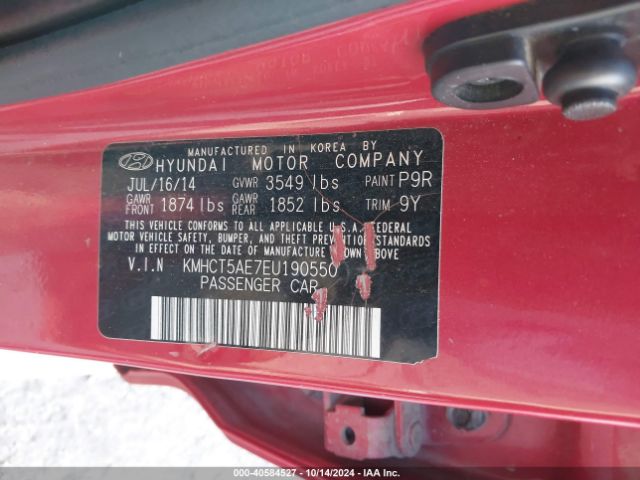 MANUFACTURED IN KOREA BY
HYUNDAI MOTOR COMPANY
JUL/16/14 GVWR 3549 lbs PAINT P9R
GAWR FRONT 1874 lbs GAWR REAR 1852 lbs TRIM 9Y
THIS VEHICLE CONFORMS TO ALL APPLICABLE U.S.A. FEDERAL
MOTOR VEHICLE SAFETY, BUMPER, AND THEFT PREVENTION STANDARDS
IN EFFECT ON THE DATE OF MANUFACTURE SHOWN ABOVE
V.I.N KMHCT5AE7EU190550
PASSENGER CAR
000-40584527 - 10/14/2024 - IAA Inc.